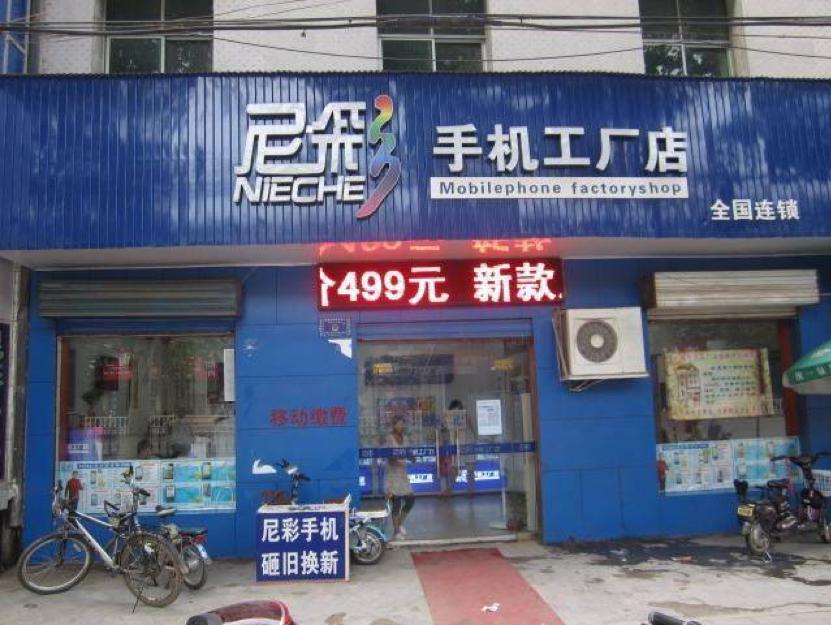 尼彩
NIECHE
手机工厂店
Mobilephone factoryshop
全国连锁
价499元 新款
移动缴费
尼彩手机
砸旧换新